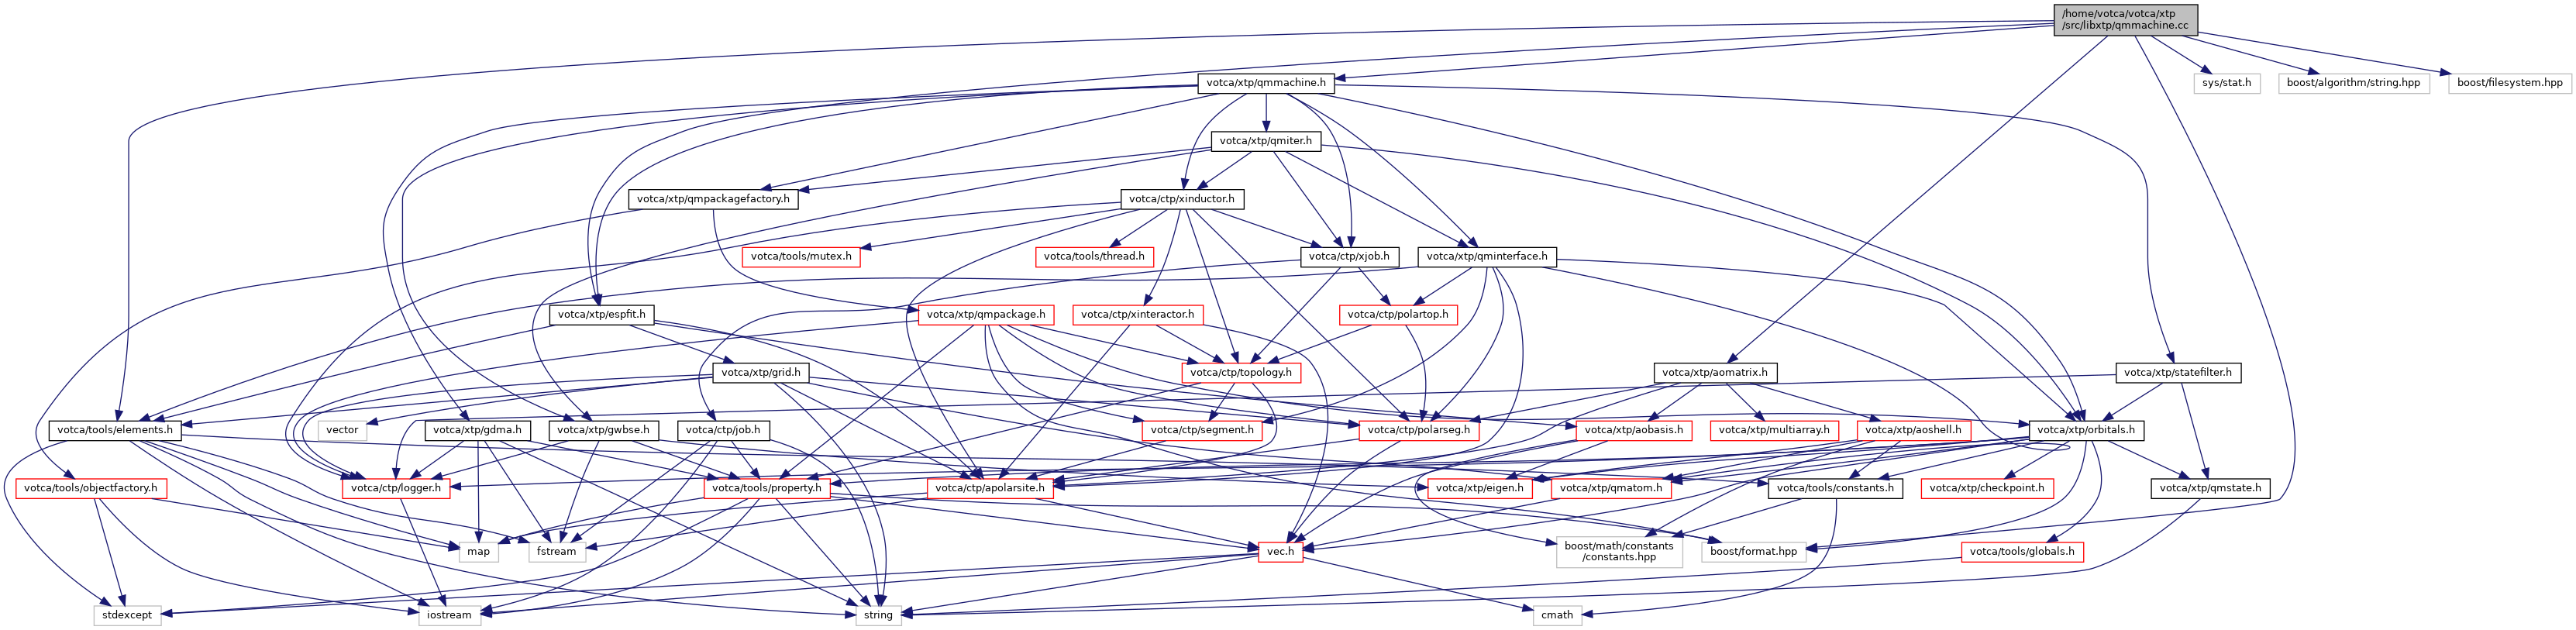 /home/votca/votca/xtp
/src/libxtp/qmmachine.cc
votca/xtp/qmmachine.h
sys/stat.h
boost/algorithm/string.hpp
boost/filesystem.hpp
votca/xtp/qmiter.h
votca/xtp/qmpackagefactory.h
votca/ctp/xinductor.h
votca/tools/mutex.h
votca/tools/thread.h
votca/ctp/xjob.h
votca/xtp/qminterface.h
votca/xtp/espfit.h
votca/xtp/qmpackage.h
votca/ctp/xinteractor.h
votca/ctp/polartop.h
votca/xtp/grid.h
votca/ctp/topology.h
votca/xtp/aomatrix.h
votca/xtp/statefilter.h
votca/tools/elements.h
vector
votca/xtp/gdma.h
votca/xtp/gwbse.h
votca/ctp/job.h
votca/ctp/segment.h
votca/ctp/polarseg.h
votca/xtp/aobasis.h
votca/xtp/multiarray.h
votca/xtp/aoshell.h
votca/xtp/orbitals.h
votca/tools/objectfactory.h
votca/ctp/logger.h
votca/tools/property.h
votca/ctp/apolarsite.h
votca/xtp/eigen.h
votca/xtp/qmatom.h
votca/tools/constants.h
votca/xtp/checkpoint.h
votca/xtp/qmstate.h
map
fstream
vec.h
boost/math/constants
/constants.hpp
boost/format.hpp
votca/tools/globals.h
stdexcept
iostream
string
cmath